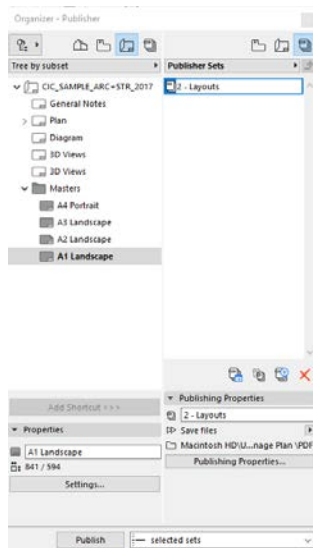 Organizer - Publisher
Tree by subset
Publisher Sets
CIC_SAMPLE_ARC+STR_2017
2 - Layouts
General Notes
Plan
Diagram
3D Views
3D Views
Masters
A4 Portrait
A3 Landscape
A2 Landscape
A1 Landscape
Add Shortcut >>>
Publishing Properties
2 - Layouts
Properties
Save files
A1 Landscape
Macintosh HD\U...nage Plan \PDF
841 / 594
Publishing Properties...
Settings...
Publish
selected sets